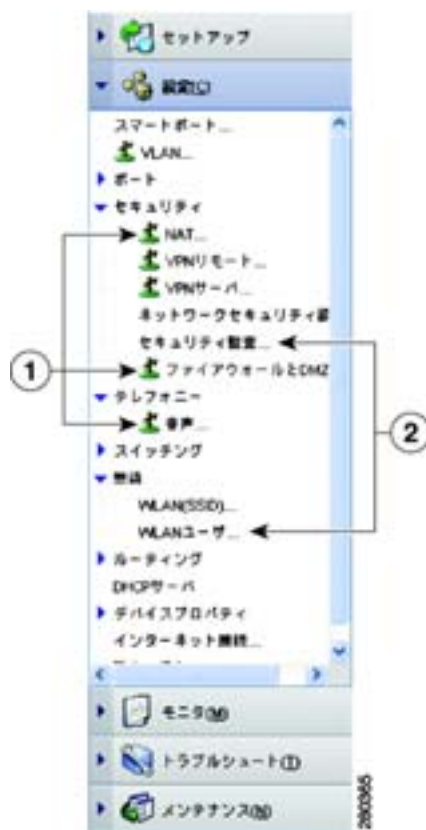 セットアップ
設定(C)
スマートポート...
VLAN...
ポート
セキュリティ
NAT...
VPNリモート...
VPNサーバ...
ネットワークセキュリティ
セキュリティ監査...
ファイアウォールとDMZ
テレフォニー
音声...
スイッチング
無線
WLAN(SSID)...
WLANユーザ...
ルーティング
DHCPサーバ
デバイスプロパティ
インターネット接続...
モニタ(M)
トラブルシュート(T)
メンテナンス(N)
1
2
280365